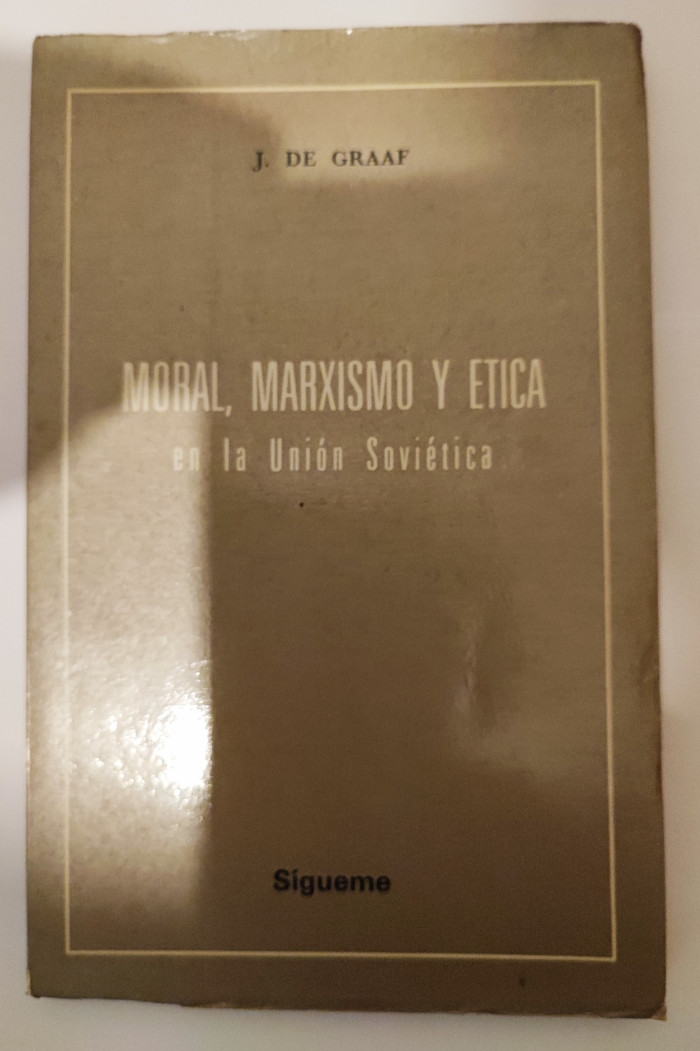 J. DE GRAAF
MORAL, MARXISMO Y ETICA
en la Unión Soviética
Sígueme